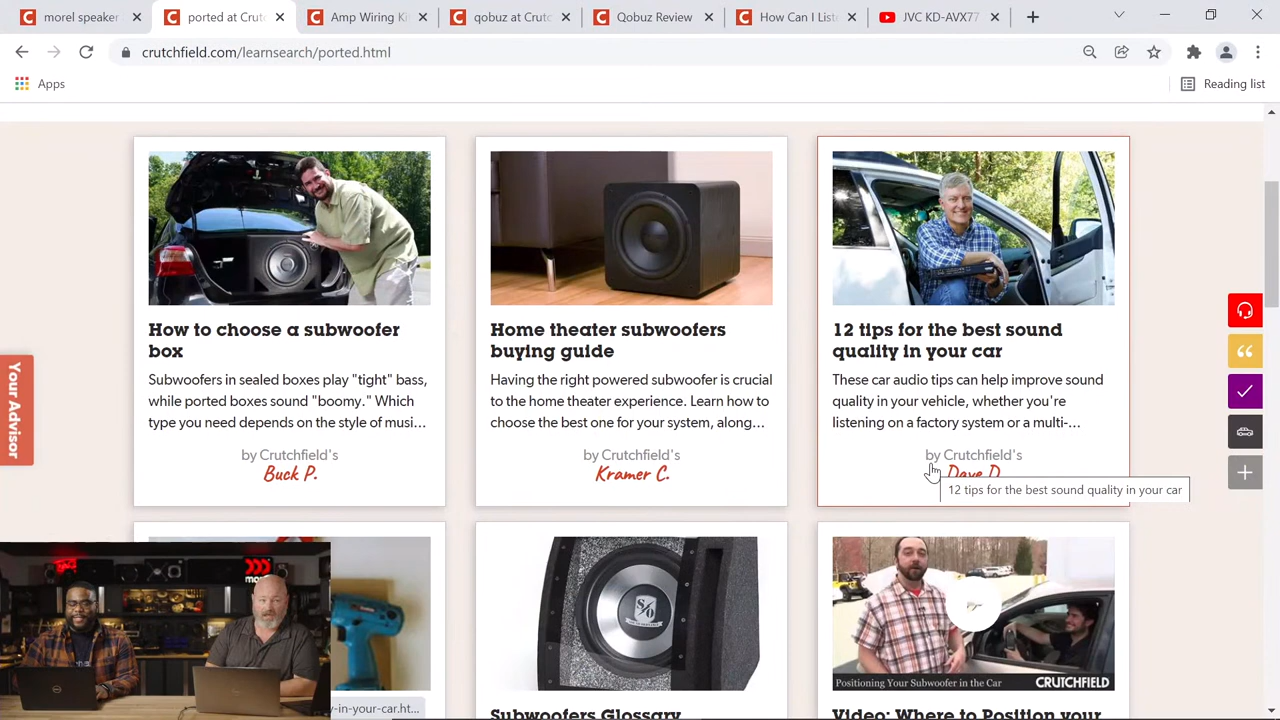 morel speaker
ported at Crut
Amp Wiring Ki
qobuz at Crutc
Qobuz Review
How Can I List
JVC KD-AVX77
crutchfield.com/learnsearch/ported.html
Apps
Reading list
How to choose a subwoofer
box
Subwoofers in sealed boxes play "tight" bass,
while ported boxes sound "boomy." Which
type you need depends on the style of musi...
by Crutchfield's
Buck P.
Home theater subwoofers
buying guide
Having the right powered subwoofer is crucial
to the home theater experience. Learn how to
choose the best one for your system, along...
by Crutchfield's
Kramer C.
12 tips for the best sound
quality in your car
These car audio tips can help improve sound
quality in your vehicle, whether you're
listening on a factory system or a multi-...
by Crutchfield's
Dave D.
12 tips for the best sound quality in your car
Your Advisor
Positioning Your Subwoofer in the Car
CRUTCHFIELD
y-in-your-car.ht...
Subwoofers Glossary
Video: Where to Position your